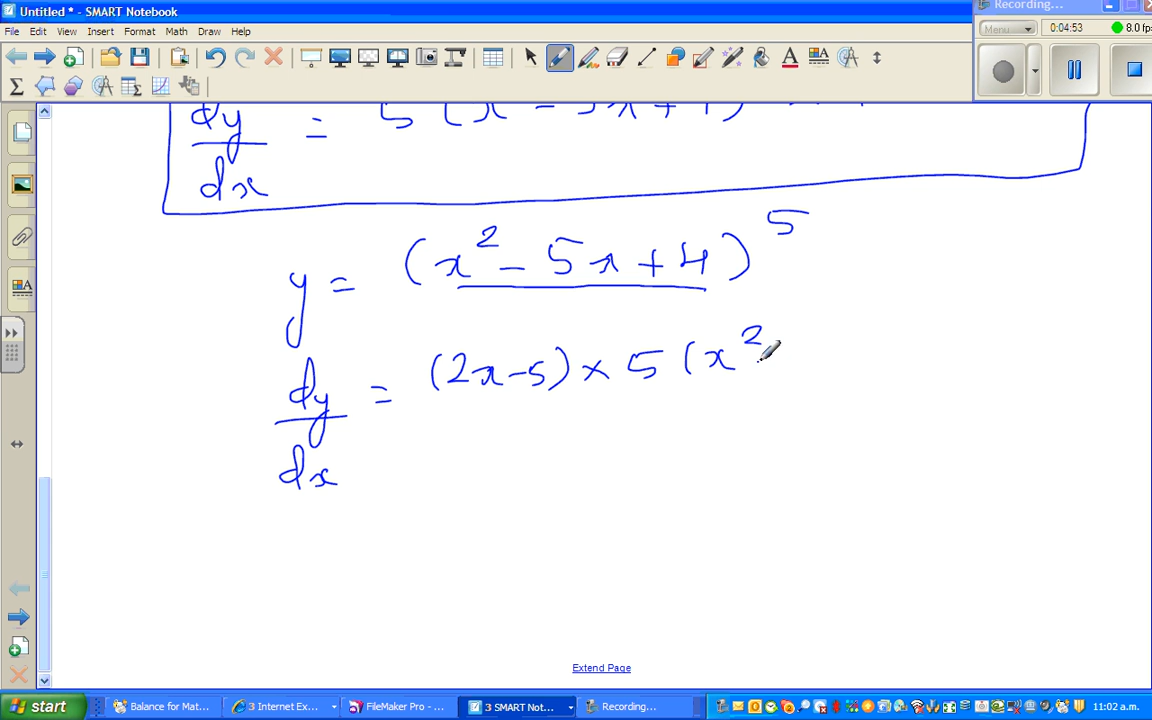 Untitled * - SMART Notebook
Recording...
File Edit View Insert Format Math Draw Help
Menu
0:04:53
8.0 fp
dy/dx =
y = (x² - 5x + 4)⁵
dy/dx = (2x - 5) × 5 (x²
Extend Page
start
Balance for Mat...
3 Internet Ex...
FileMaker Pro - ...
3 SMART Not...
Recording...
11:02 a.m.